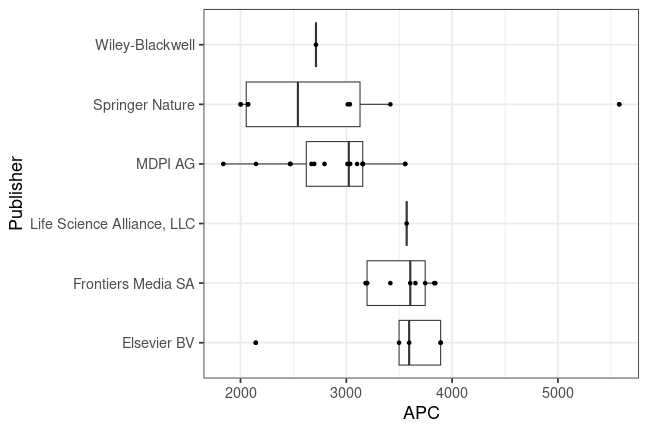 Wiley-Blackwell
Springer Nature
MDPI AG
Life Science Alliance, LLC
Frontiers Media SA
Elsevier BV
Publisher
2000 3000 4000 5000
APC